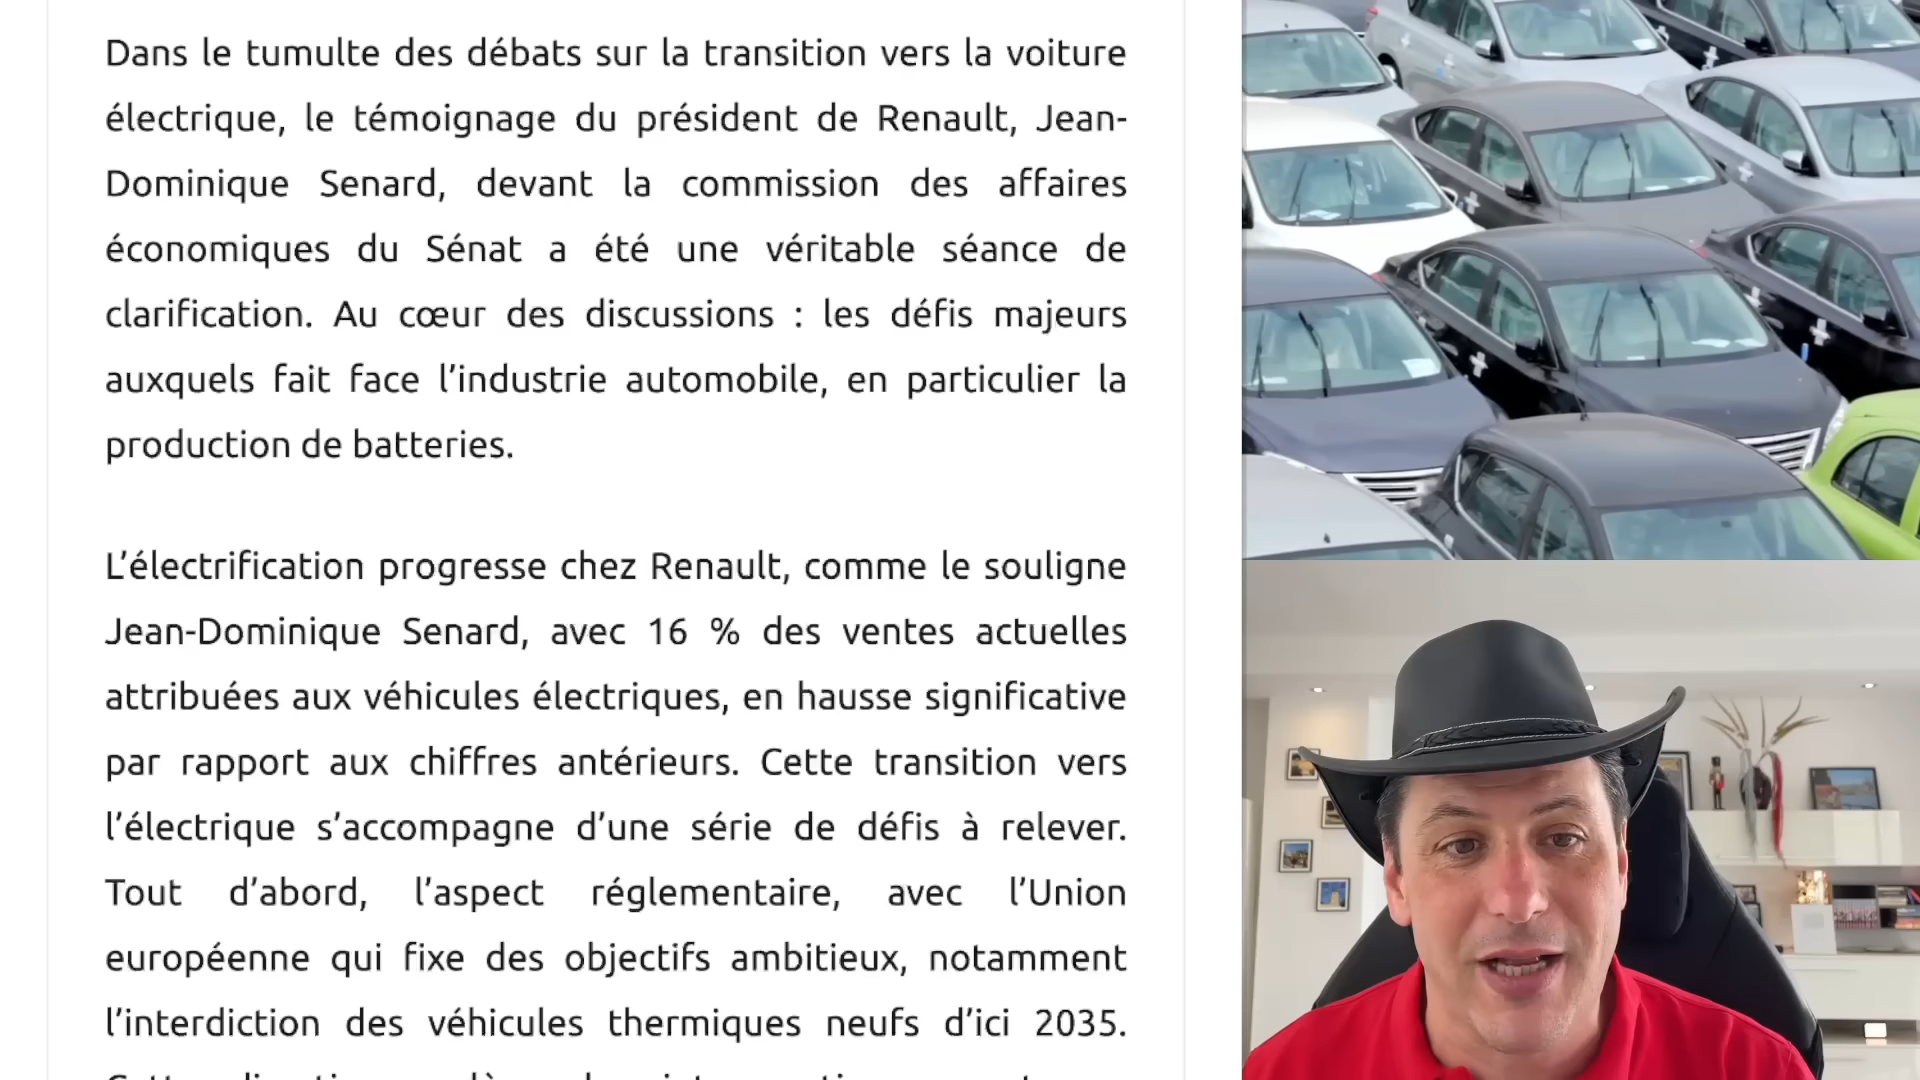 Dans le tumulte des débats sur la transition vers la voiture
électrique, le témoignage du président de Renault, Jean-
Dominique Senard, devant la commission des affaires
économiques du Sénat a été une véritable séance de
clarification. Au cœur des discussions : les défis majeurs
auxquels fait face l’industrie automobile, en particulier la
production de batteries.
L’électrification progresse chez Renault, comme le souligne
Jean-Dominique Senard, avec 16 % des ventes actuelles
attribuées aux véhicules électriques, en hausse significative
par rapport aux chiffres antérieurs. Cette transition vers
l’électrique s’accompagne d’une série de défis à relever.
Tout d’abord, l’aspect réglementaire, avec l’Union
européenne qui fixe des objectifs ambitieux, notamment
l’interdiction des véhicules thermiques neufs d’ici 2035.